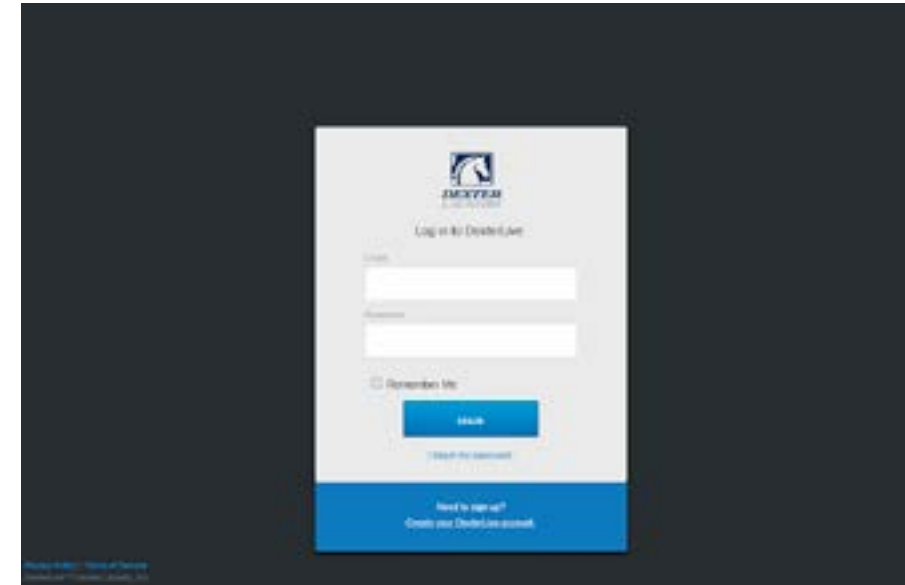 DEXTER
LAUNDRY
Log in to DexterLive
Email
Password
Remember Me
I forgot my password
Need to sign up?
Create your DexterLive account.
Privacy Policy | Terms of Service